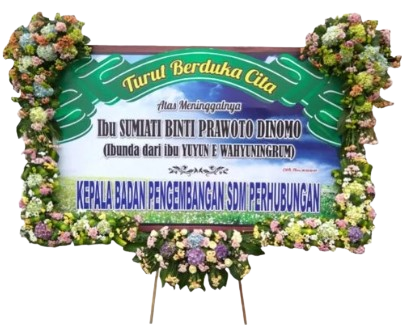 Turut Berduka Cita
Atas Meninggalnya
Ibu SUMIATI BINTI PRAWOTO DINOMO
(Ibunda dari ibu YUYUN E WAHYUNINGRUM)
KEPALA BADAN PENGEMBANGAN SDM PERHUBUNGAN